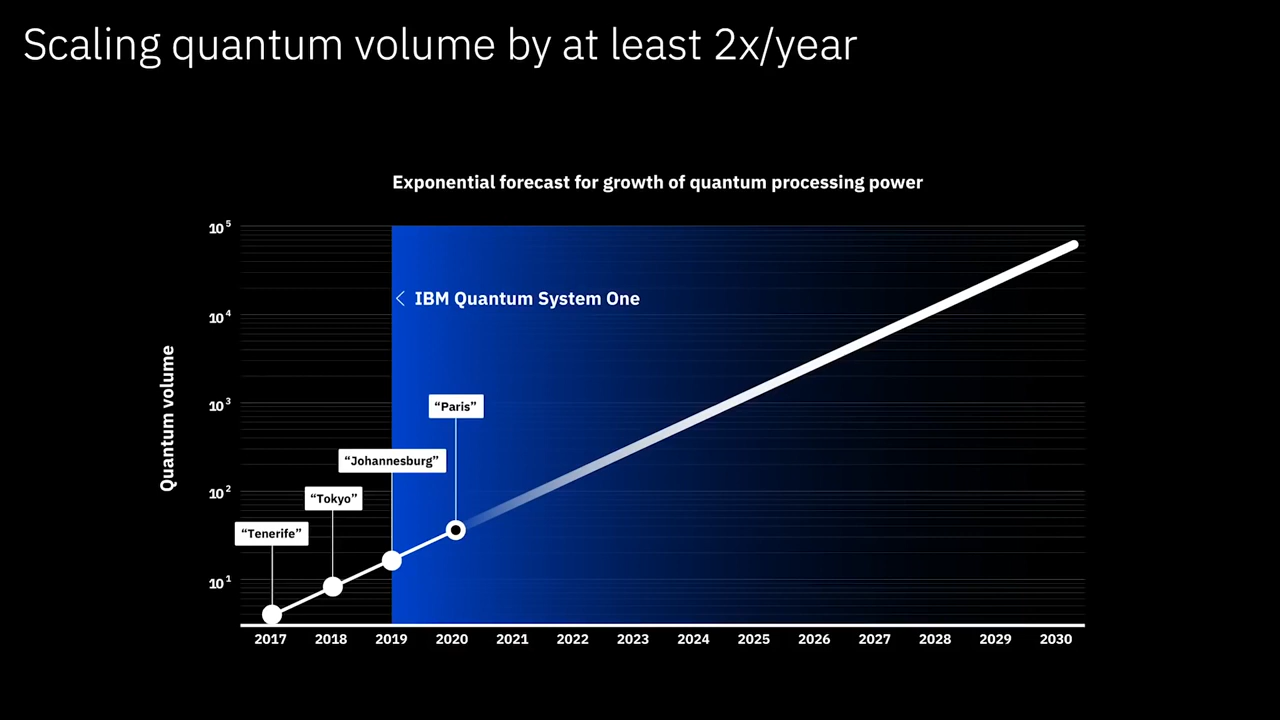 Scaling quantum volume by at least 2x/year
Exponential forecast for growth of quantum processing power
10⁵
IBM Quantum System One
10⁴
Quantum volume
10³
“Paris”
“Johannesburg”
10²
“Tokyo”
“Tenerife”
10¹
2017 2018 2019 2020 2021 2022 2023 2024 2025 2026 2027 2028 2029 2030